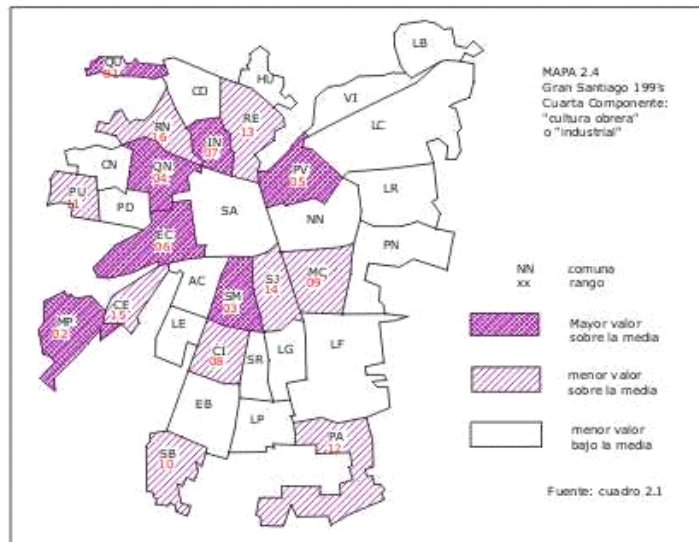 LB
QU
01
CO
HU
VI
MAPA 2.4
Gran Santiago 199's
Cuarta Componente:
"cultura obrera"
o "industrial"
LC
RE
13
RN
16
IN
07
CN
QN
04
PV
05
LR
PU
11
PD
SA
NN
EC
06
PN
AC
SJ
14
MC
09
SM
03
CE
15
MP
02
LE
CI
08
SR
LG
LF
EB
LP
PA
12
SB
10
NN comuna
xx rango
Mayor valor
sobre la media
menor valor
sobre la media
menor valor
bajo la media
Fuente: cuadro 2.1